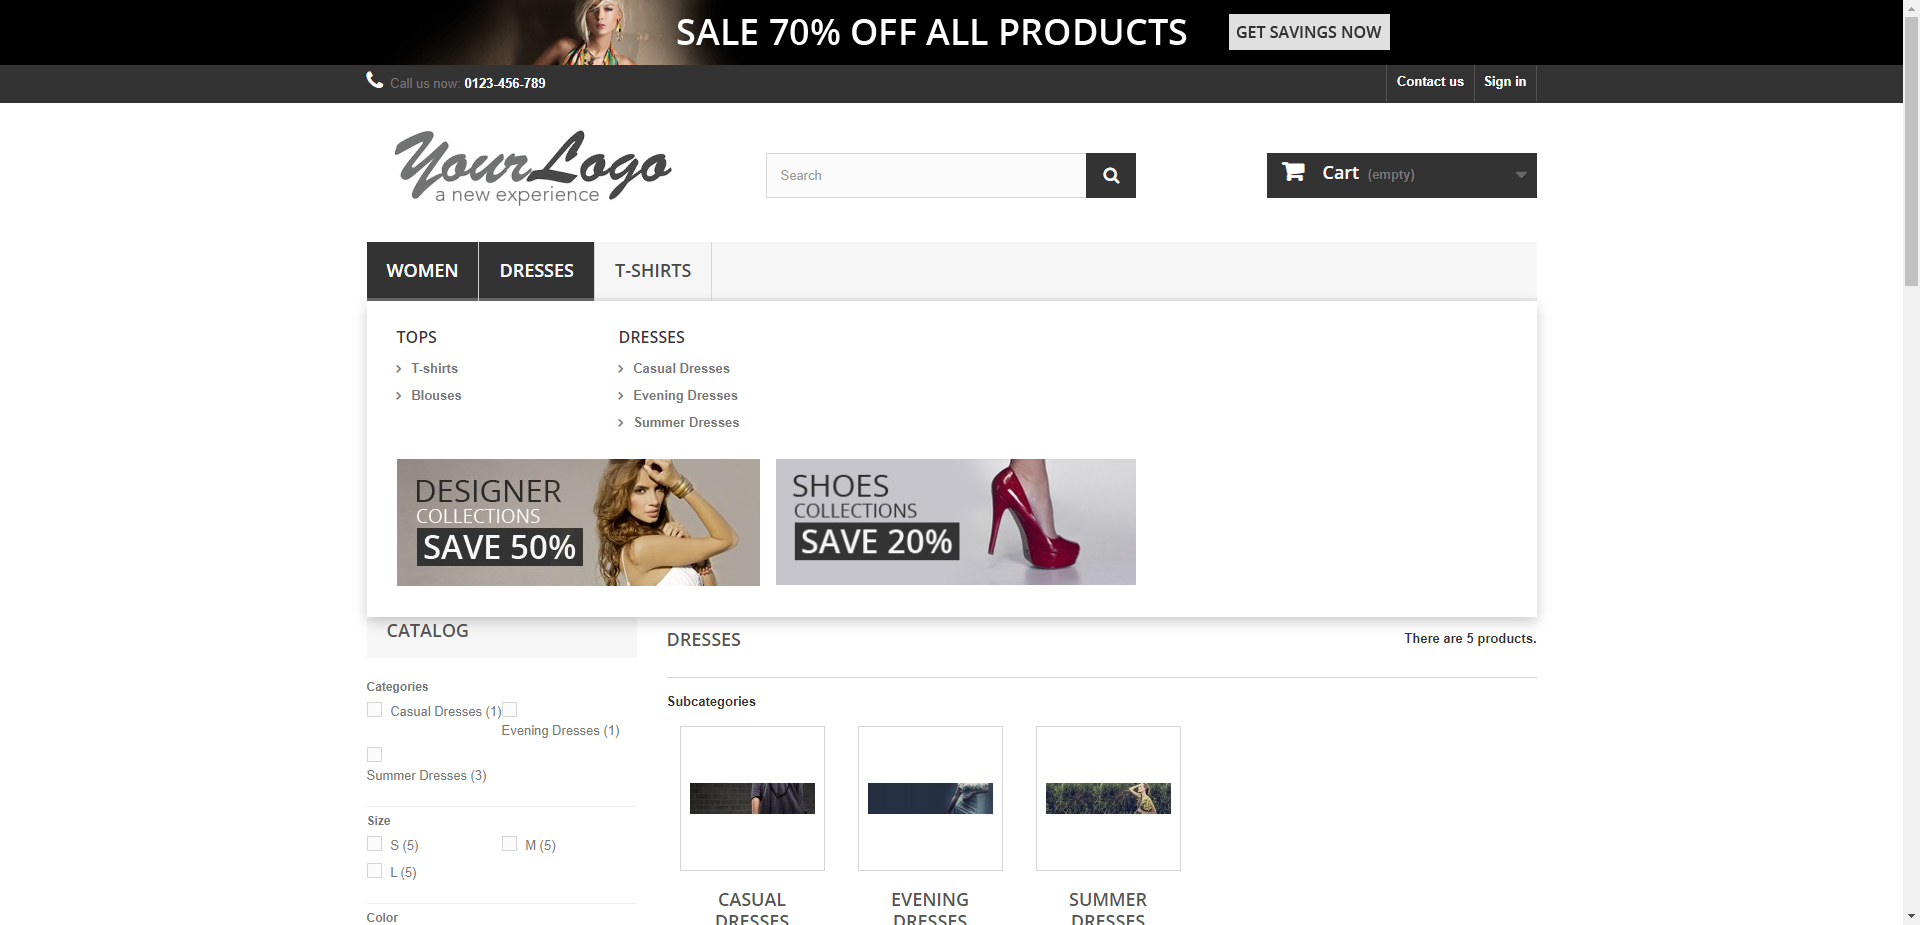 SALE 70% OFF ALL PRODUCTS GET SAVINGS NOW
Call us now: 0123-456-789 Contact us Sign in
YourLogo
a new experience
Search
Cart (empty)
WOMEN DRESSES T-SHIRTS
TOPS DRESSES
T-shirts Casual Dresses
Blouses Evening Dresses
Summer Dresses
DESIGNER
COLLECTIONS
SAVE 50%
SHOES
COLLECTIONS
SAVE 20%
CATALOG
DRESSES There are 5 products.
Categories
Casual Dresses (1)
Evening Dresses (1)
Summer Dresses (3)
Size
S (5) M (5)
L (5)
Color
Subcategories
CASUAL
DRESSES
EVENING
DRESSES
SUMMER
DRESSES